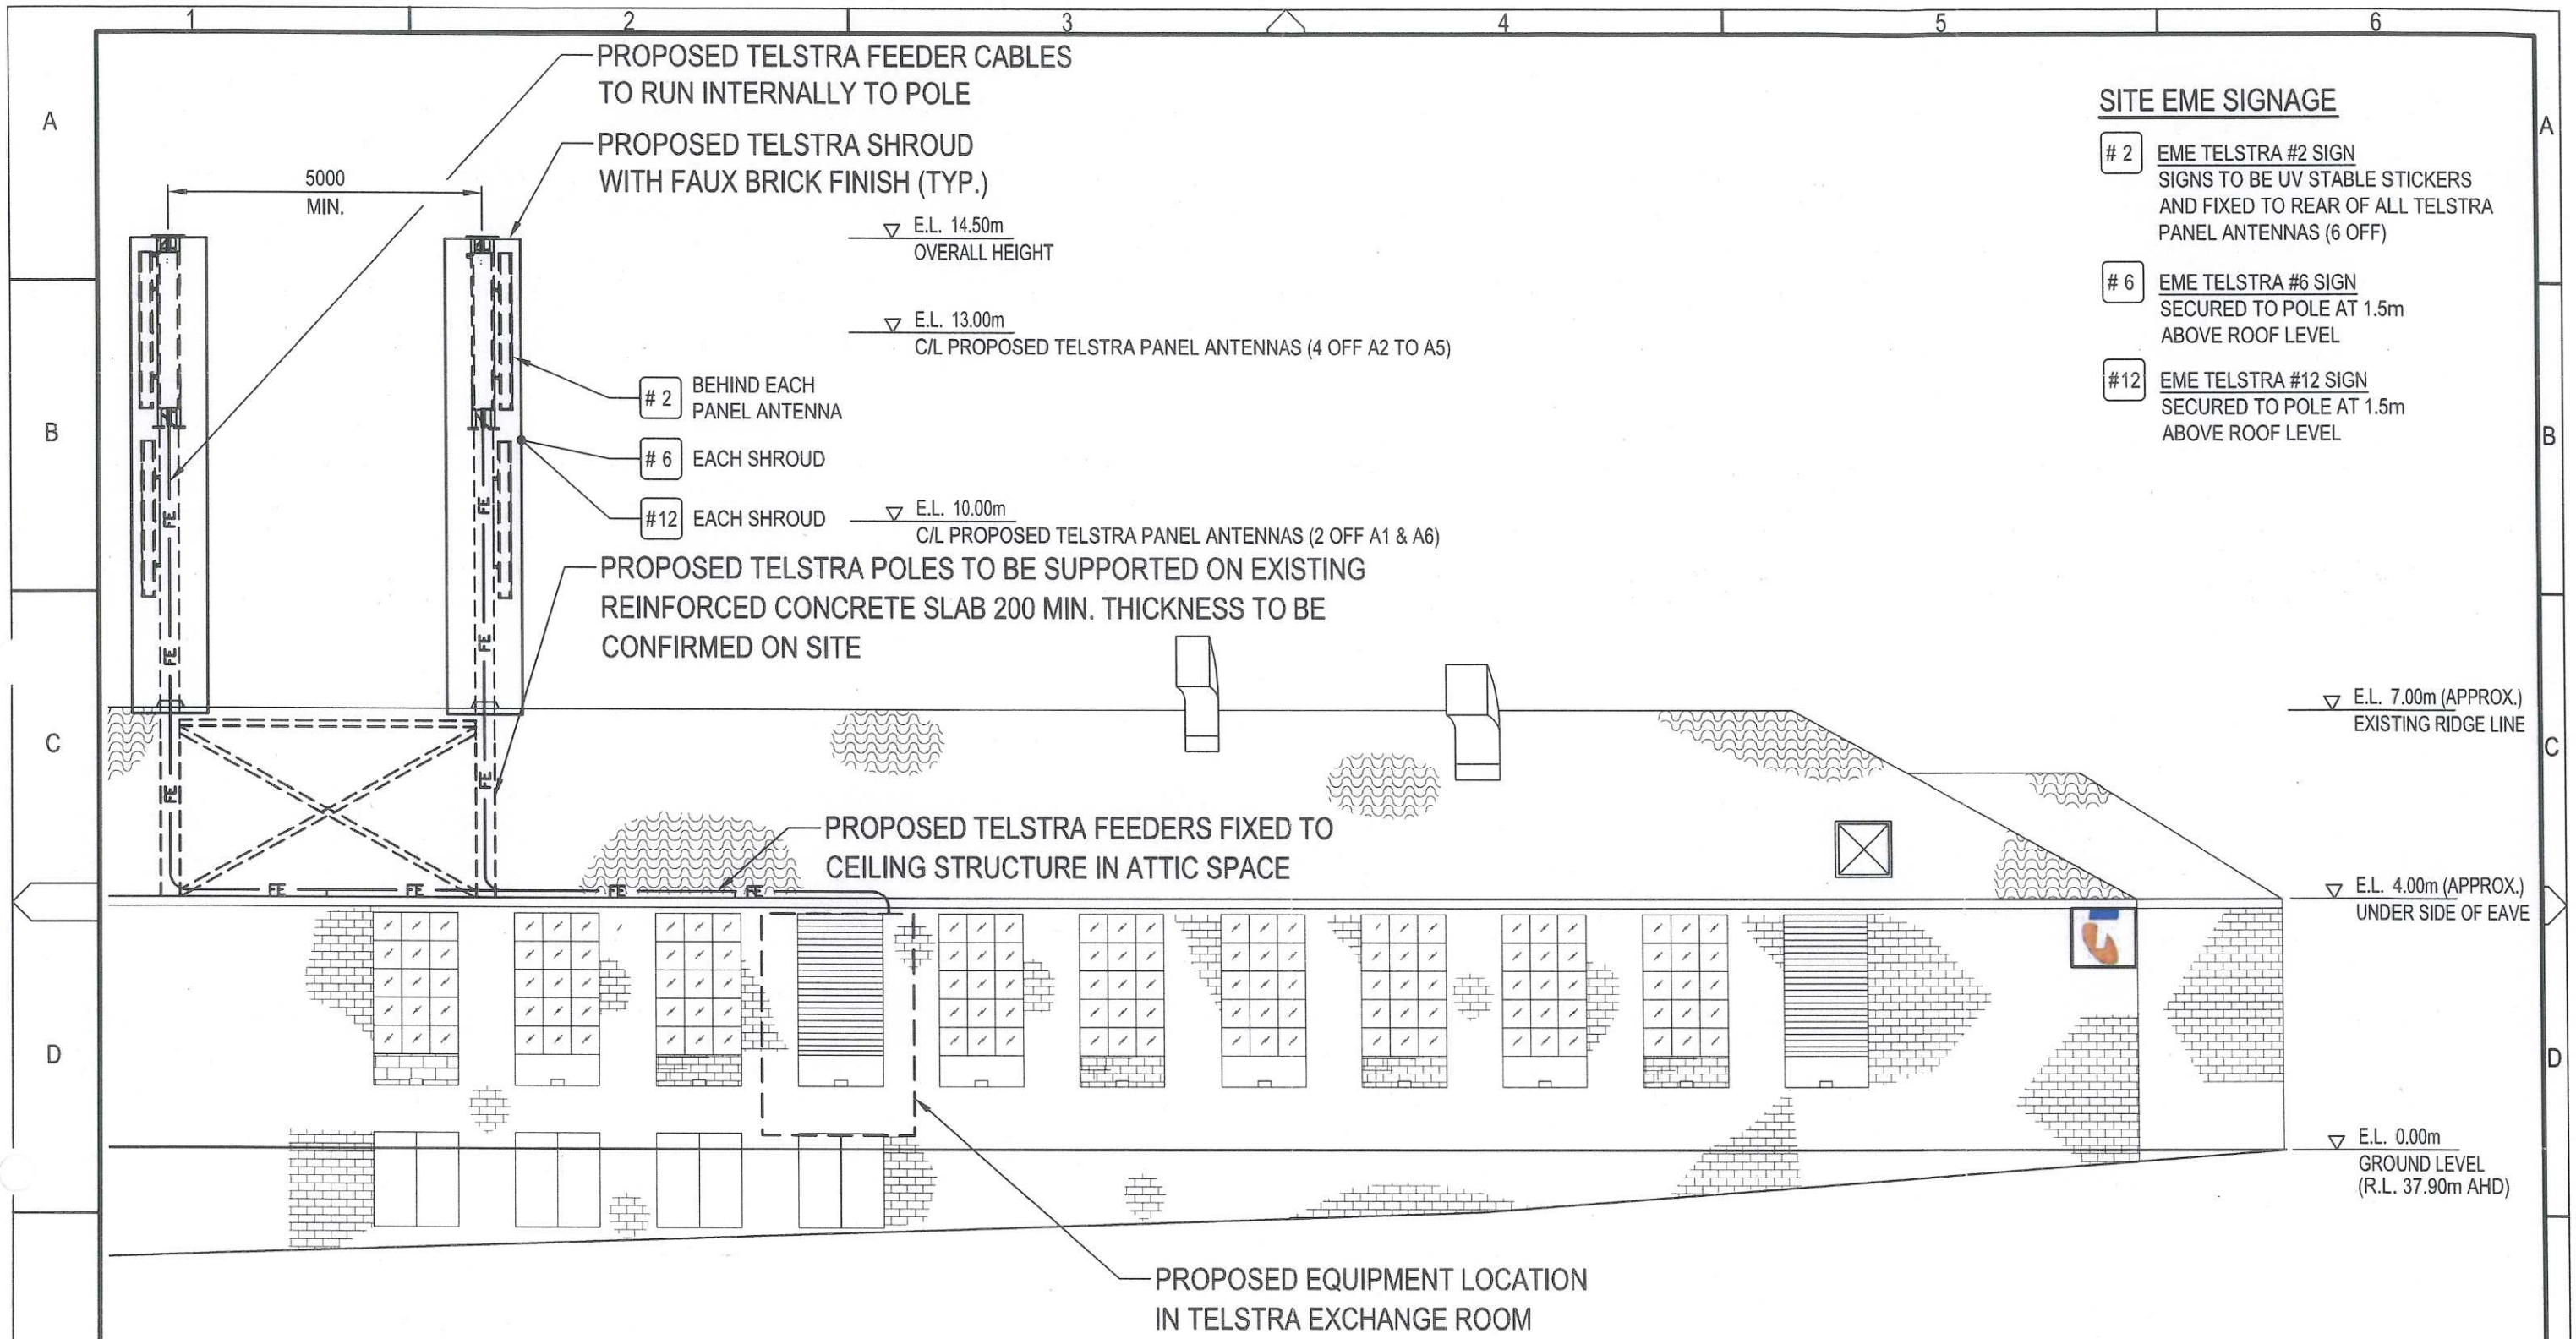 1 2 3 4 5 6
A
B
C
D
A
B
C
D
PROPOSED TELSTRA FEEDER CABLES
TO RUN INTERNALLY TO POLE
PROPOSED TELSTRA SHROUD
WITH FAUX BRICK FINISH (TYP.)
5000
MIN.
E.L. 14.50m
OVERALL HEIGHT
E.L. 13.00m
C/L PROPOSED TELSTRA PANEL ANTENNAS (4 OFF A2 TO A5)
# 2 BEHIND EACH
PANEL ANTENNA
# 6 EACH SHROUD
#12 EACH SHROUD
E.L. 10.00m
C/L PROPOSED TELSTRA PANEL ANTENNAS (2 OFF A1 & A6)
PROPOSED TELSTRA POLES TO BE SUPPORTED ON EXISTING
REINFORCED CONCRETE SLAB 200 MIN. THICKNESS TO BE
CONFIRMED ON SITE
SITE EME SIGNAGE
# 2 EME TELSTRA #2 SIGN
SIGNS TO BE UV STABLE STICKERS
AND FIXED TO REAR OF ALL TELSTRA
PANEL ANTENNAS (6 OFF)
# 6 EME TELSTRA #6 SIGN
SECURED TO POLE AT 1.5m
ABOVE ROOF LEVEL
#12 EME TELSTRA #12 SIGN
SECURED TO POLE AT 1.5m
ABOVE ROOF LEVEL
FE
FE
FE
FE
FE
FE
E.L. 7.00m (APPROX.)
EXISTING RIDGE LINE
PROPOSED TELSTRA FEEDERS FIXED TO
CEILING STRUCTURE IN ATTIC SPACE
FE FE FE FE
E.L. 4.00m (APPROX.)
UNDER SIDE OF EAVE
E.L. 0.00m
GROUND LEVEL
(R.L. 37.90m AHD)
PROPOSED EQUIPMENT LOCATION
IN TELSTRA EXCHANGE ROOM